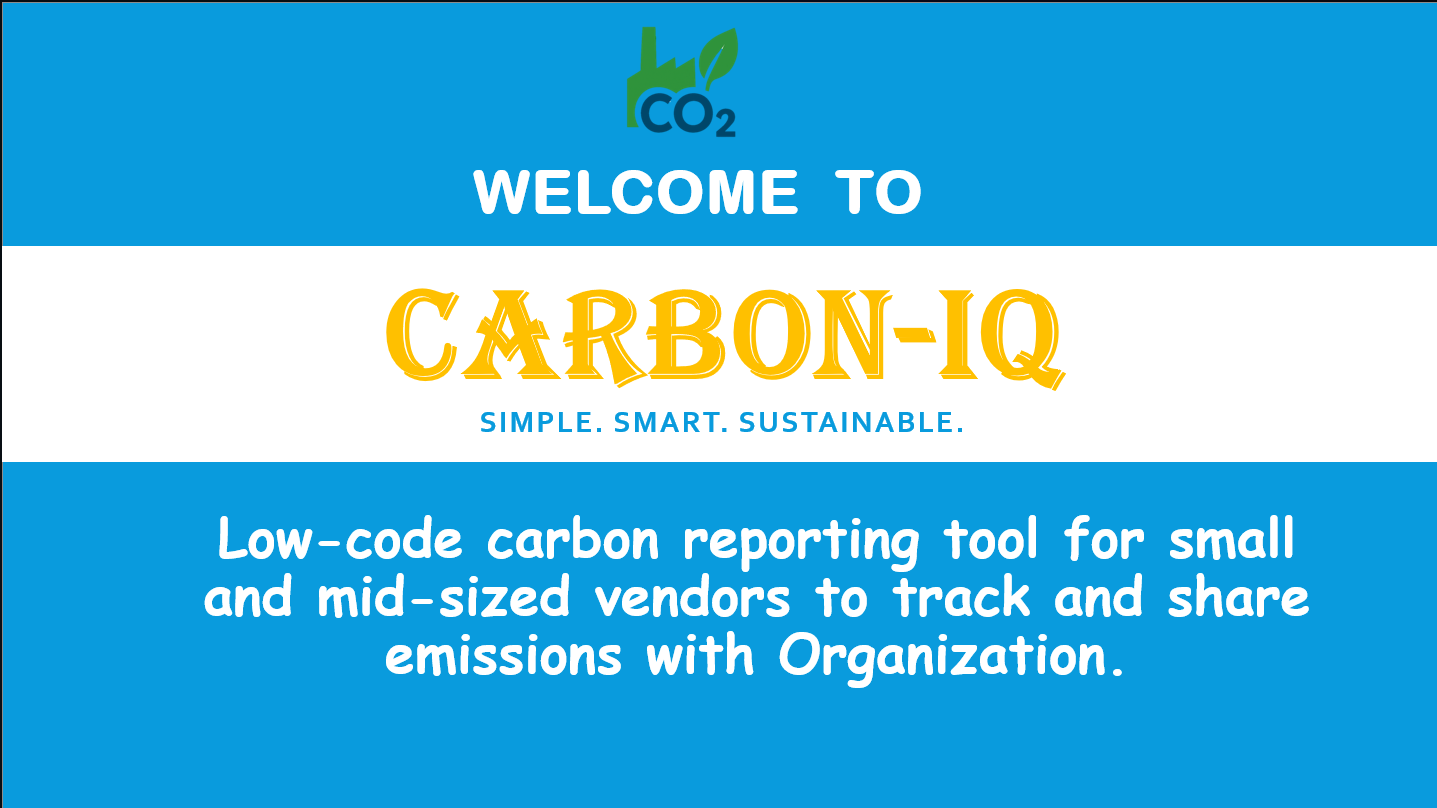 CO2
WELCOME TO
CARBON-IQ
SIMPLE. SMART. SUSTAINABLE.
Low-code carbon reporting tool for small
and mid-sized vendors to track and share
emissions with Organization.